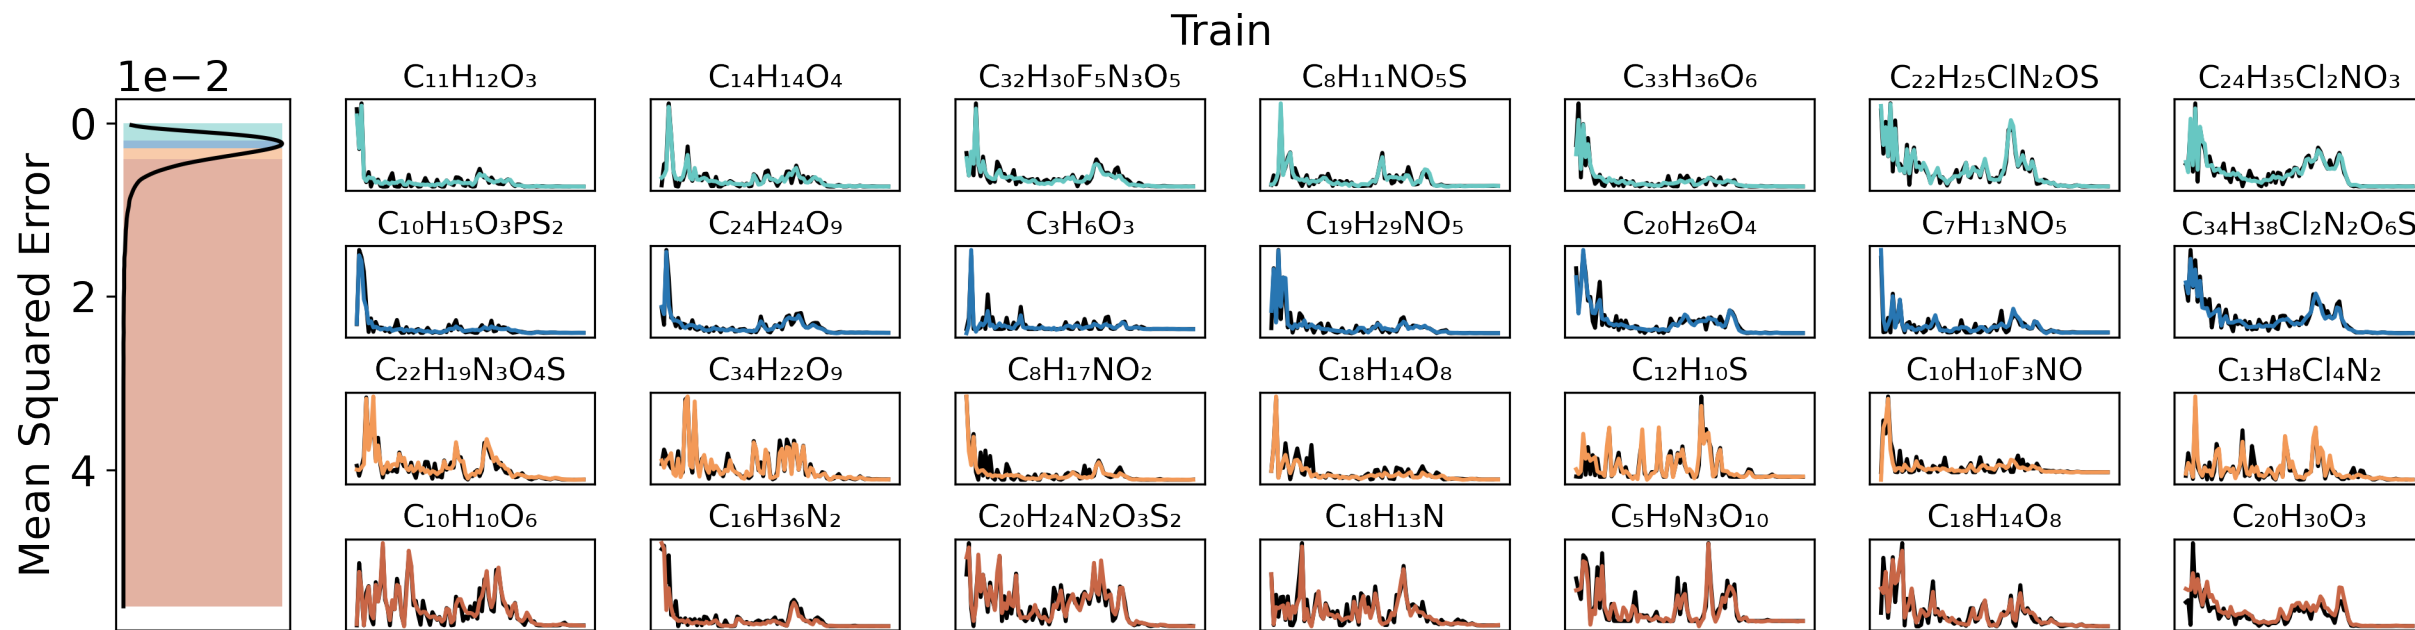 Train
1e−2
C₁₁H₁₂O₃ C₁₄H₁₄O₄ C₃₂H₃₀F₅N₃O₅ C₈H₁₁NO₅S C₃₃H₃₆O₆ C₂₂H₂₅ClN₂OS C₂₄H₃₅Cl₂NO₃
0
C₁₀H₁₅O₃PS₂ C₂₄H₂₄O₉ C₃H₆O₃ C₁₉H₂₉NO₅ C₂₀H₂₆O₄ C₇H₁₃NO₅ C₃₄H₃₈Cl₂N₂O₆S
2
C₂₂H₁₉N₃O₄S C₃₄H₂₂O₉ C₈H₁₇NO₂ C₁₈H₁₄O₈ C₁₂H₁₀S C₁₀H₁₀F₃NO C₁₃H₈Cl₄N₂
4
C₁₀H₁₀O₆ C₁₆H₃₆N₂ C₂₀H₂₄N₂O₃S₂ C₁₈H₁₃N C₅H₉N₃O₁₀ C₁₈H₁₄O₈ C₂₀H₃₀O₃
Mean Squared Error